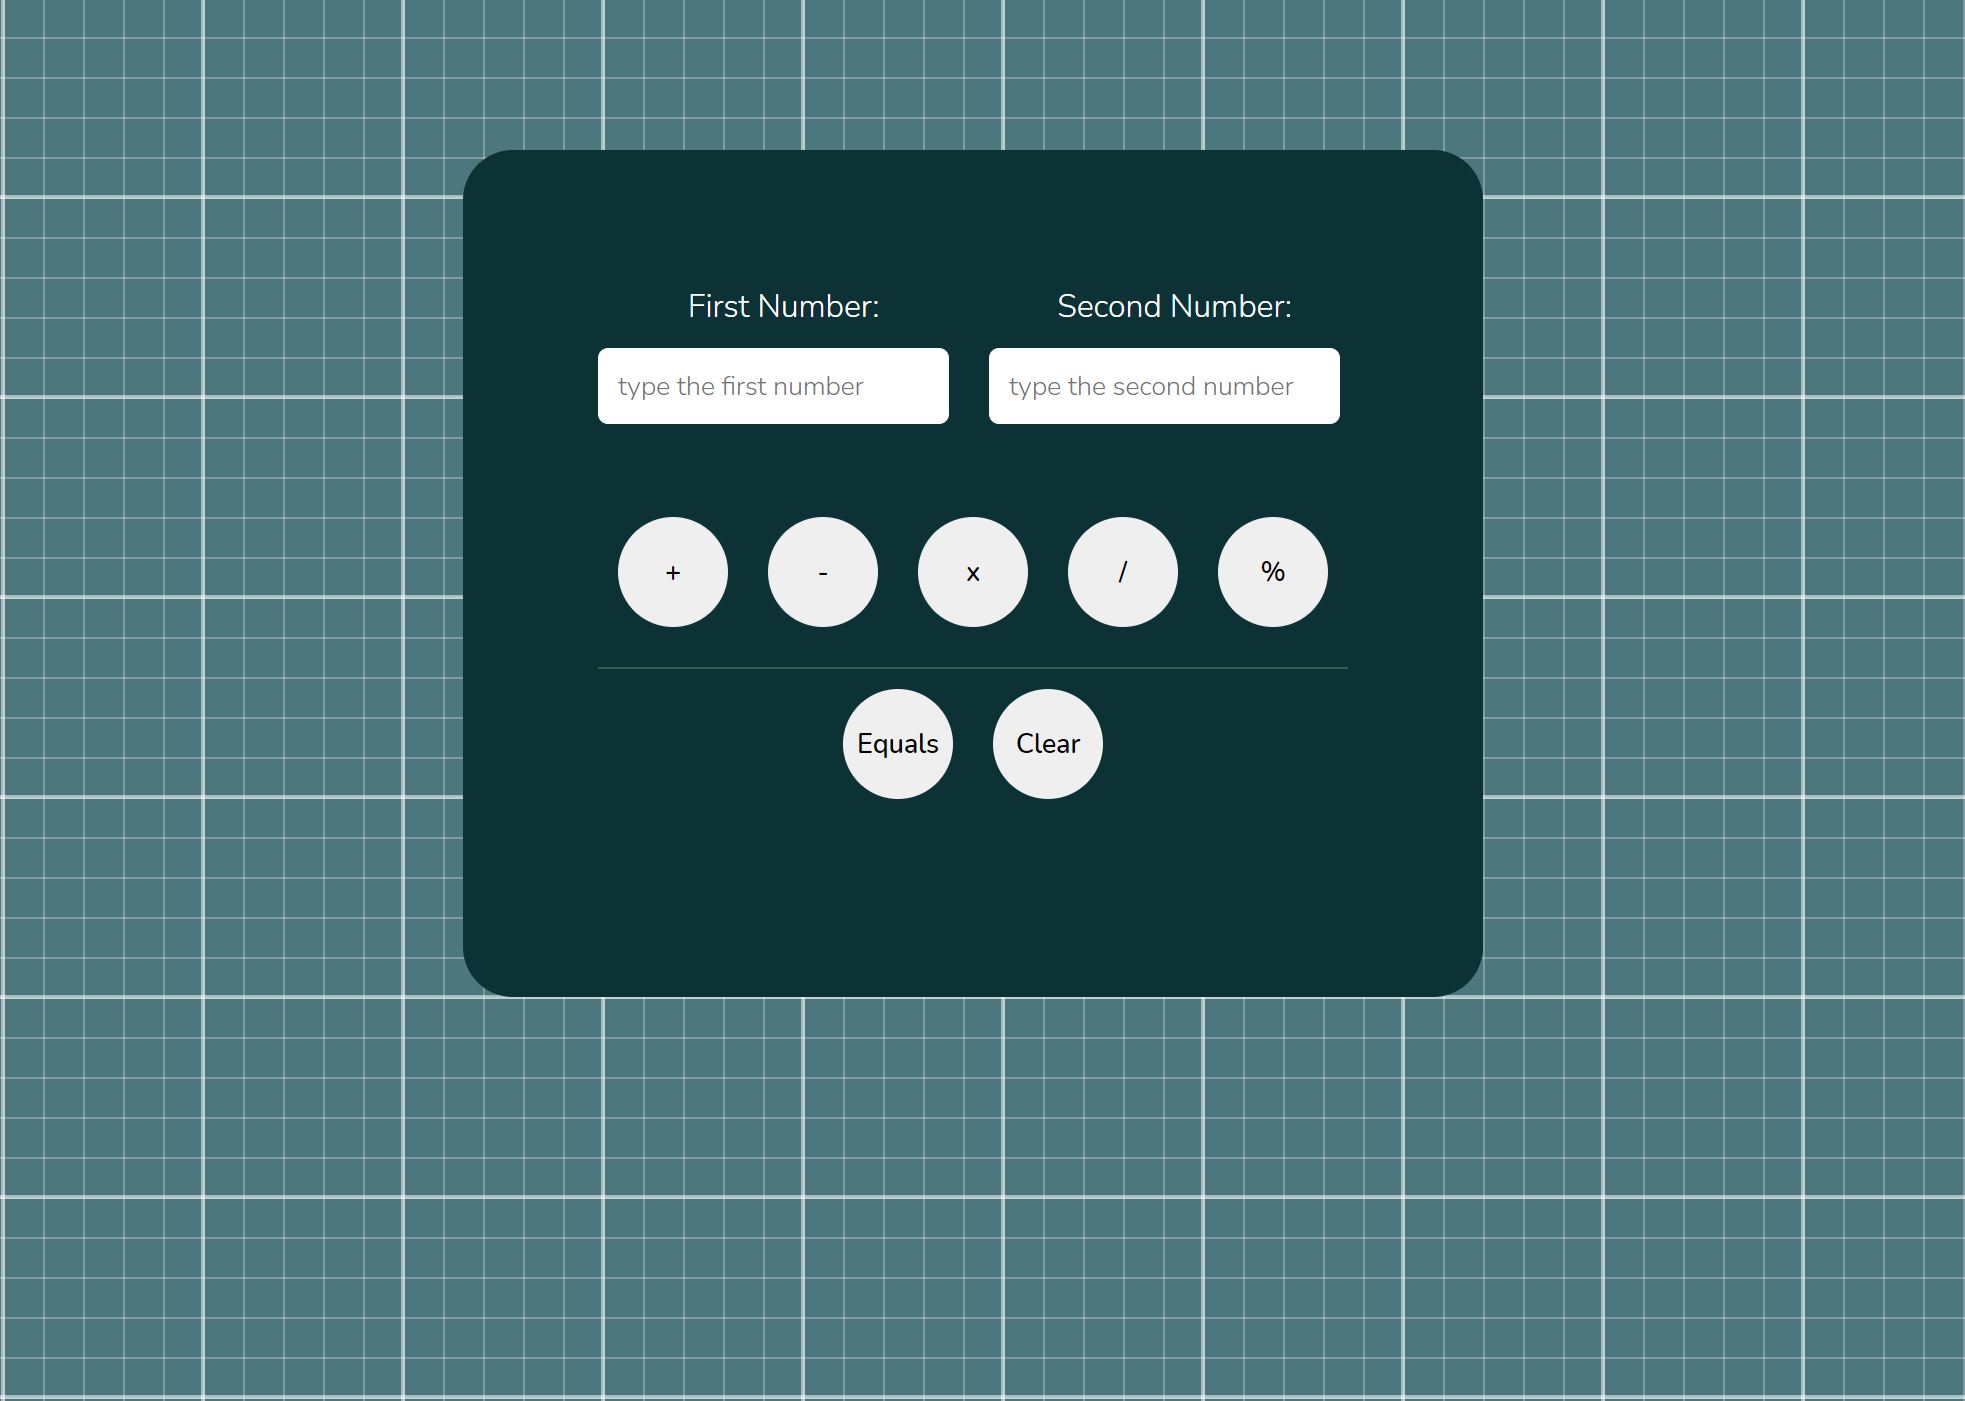 First Number: Second Number:
type the first number type the second number
+ - x / %
Equals Clear